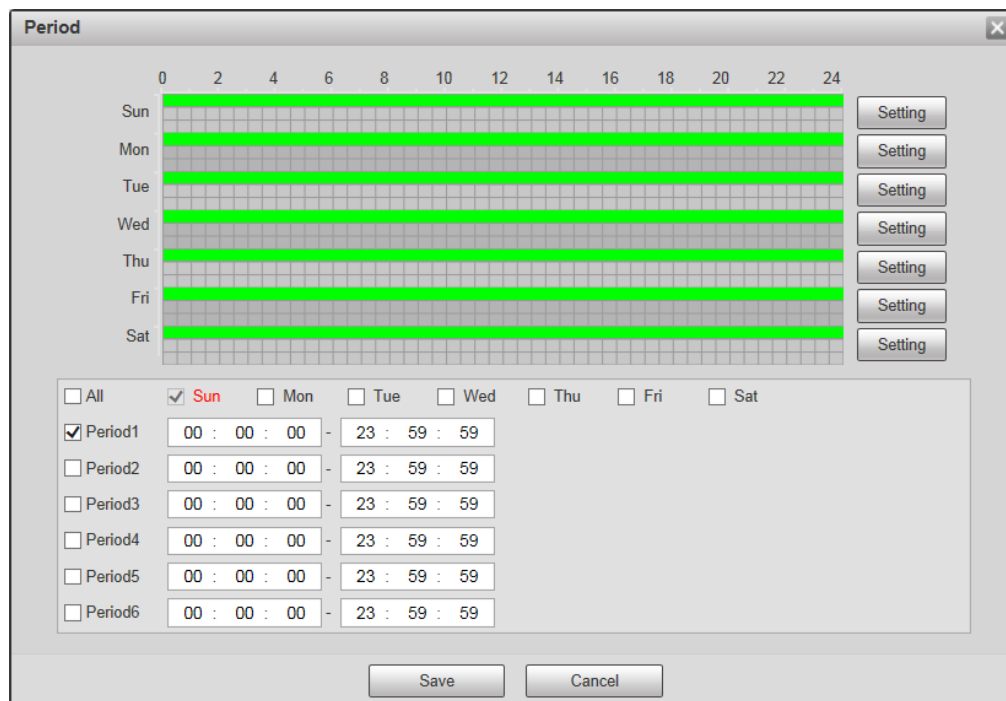 Period
0 2 4 6 8 10 12 14 16 18 20 22 24
Sun Setting
Mon Setting
Tue Setting
Wed Setting
Thu Setting
Fri Setting
Sat Setting
All Sun Mon Tue Wed Thu Fri Sat
Period1 00 : 00 : 00 - 23 : 59 : 59
Period2 00 : 00 : 00 - 23 : 59 : 59
Period3 00 : 00 : 00 - 23 : 59 : 59
Period4 00 : 00 : 00 - 23 : 59 : 59
Period5 00 : 00 : 00 - 23 : 59 : 59
Period6 00 : 00 : 00 - 23 : 59 : 59
Save Cancel